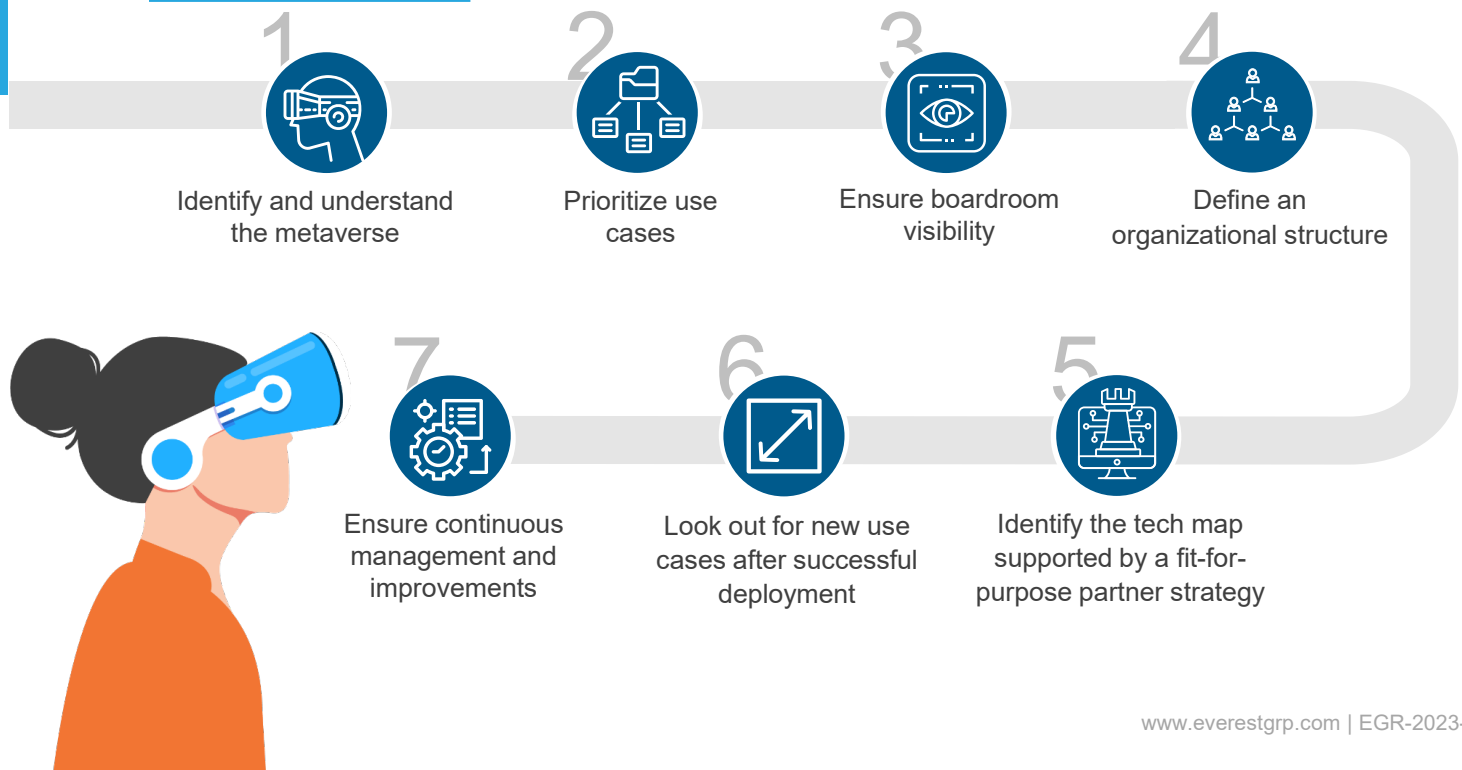 1
2
3
4
Identify and understand
the metaverse
Prioritize use
cases
Ensure boardroom
visibility
Define an
organizational structure
7
6
5
Ensure continuous
management and
improvements
Look out for new use
cases after successful
deployment
Identify the tech map
supported by a fit-for-
purpose partner strategy
www.everestgrp.com | EGR-2023-